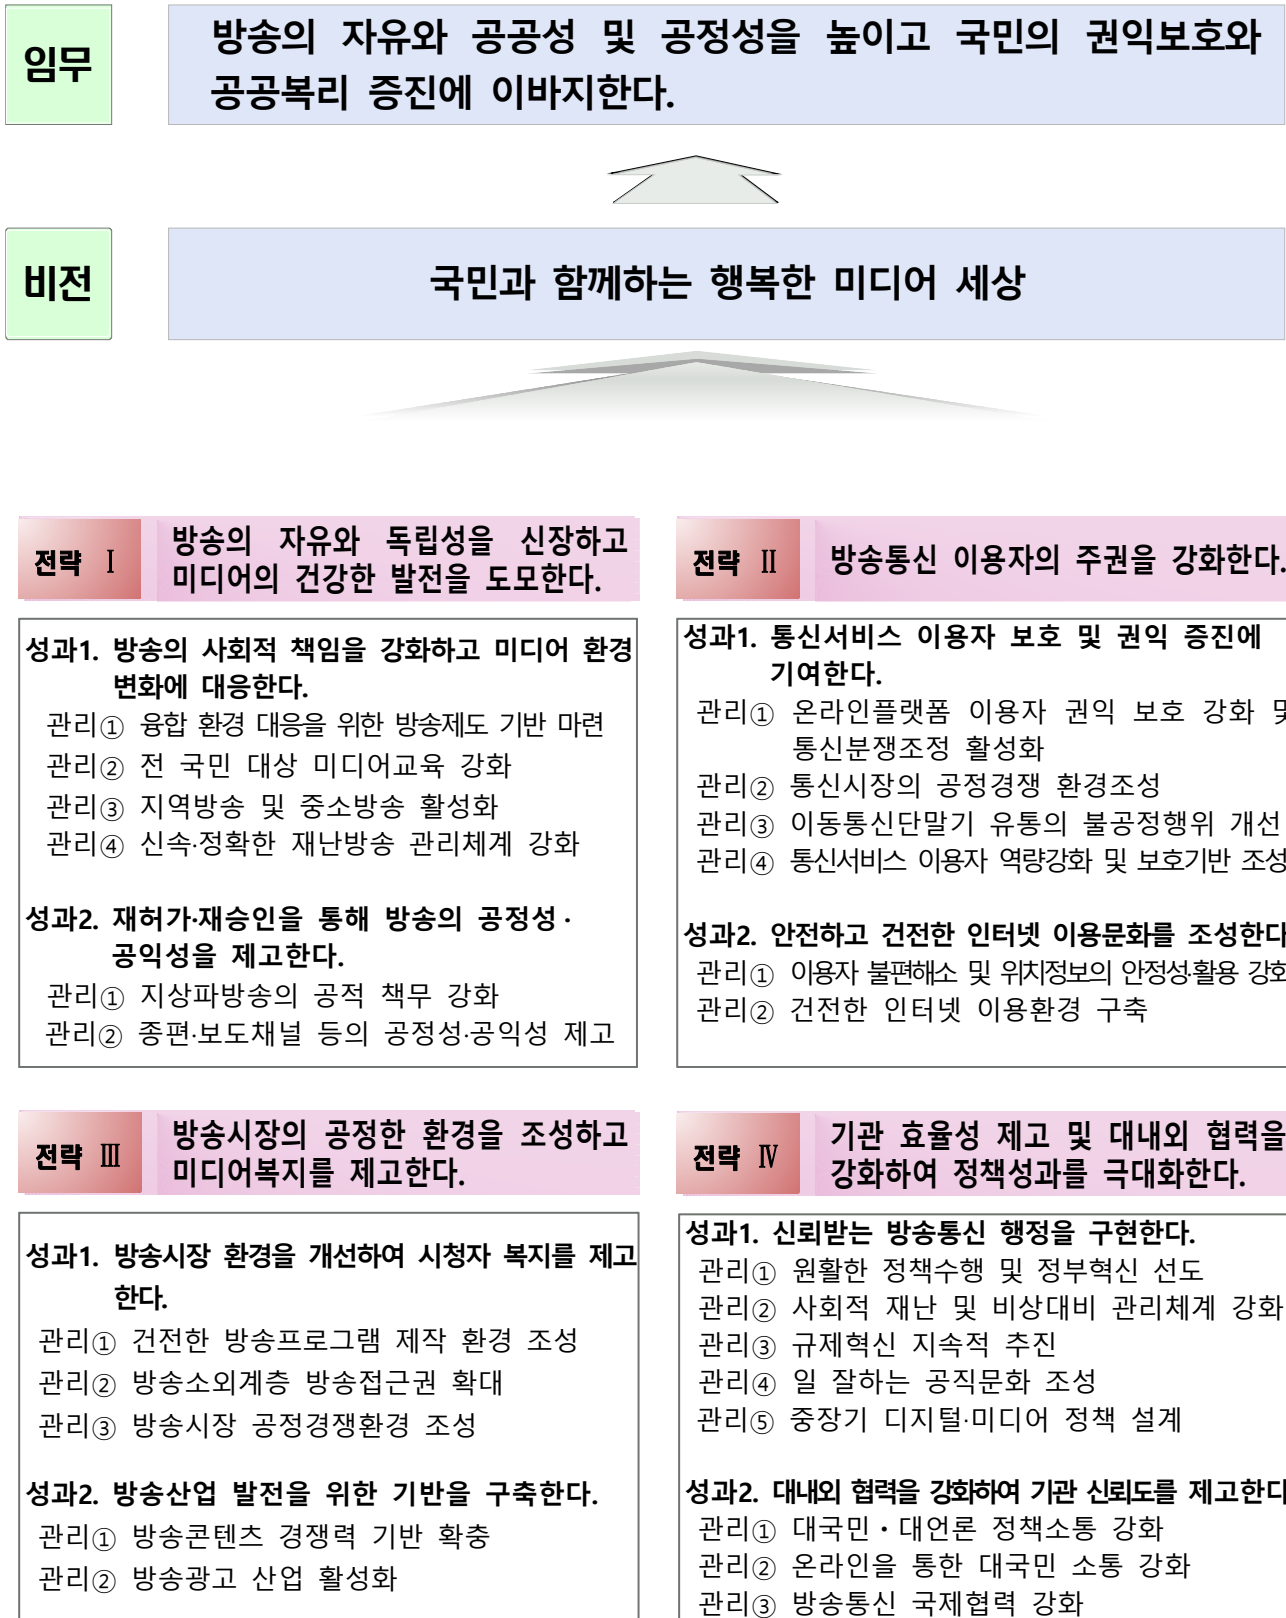 임무
방송의 자유와 공공성 및 공정성을 높이고 국민의 권익보호와
공공복리 증진에 이바지한다.
비전
국민과 함께하는 행복한 미디어 세상
전략 Ⅰ
방송의 자유와 독립성을 신장하고
미디어의 건강한 발전을 도모한다.
성과1. 방송의 사회적 책임을 강화하고 미디어 환경
변화에 대응한다.
관리① 융합 환경 대응을 위한 방송제도 기반 마련
관리② 전 국민 대상 미디어교육 강화
관리③ 지역방송 및 중소방송 활성화
관리④ 신속·정확한 재난방송 관리체계 강화
성과2. 재허가·재승인을 통해 방송의 공정성·
공익성을 제고한다.
관리① 지상파방송의 공적 책무 강화
관리② 종편·보도채널 등의 공정성·공익성 제고
전략 Ⅱ
방송통신 이용자의 주권을 강화한다.
성과1. 통신서비스 이용자 보호 및 권익 증진에
기여한다.
관리① 온라인플랫폼 이용자 권익 보호 강화 및
통신분쟁조정 활성화
관리② 통신시장의 공정경쟁 환경조성
관리③ 이동통신단말기 유통의 불공정행위 개선
관리④ 통신서비스 이용자 역량강화 및 보호기반 조성
성과2. 안전하고 건전한 인터넷 이용문화를 조성한다
관리① 이용자 불편해소 및 위치정보의 안정성·활용 강화
관리② 건전한 인터넷 이용환경 구축
전략 Ⅲ
방송시장의 공정한 환경을 조성하고
미디어복지를 제고한다.
성과1. 방송시장 환경을 개선하여 시청자 복지를 제고
한다.
관리① 건전한 방송프로그램 제작 환경 조성
관리② 방송소외계층 방송접근권 확대
관리③ 방송시장 공정경쟁환경 조성
성과2. 방송산업 발전을 위한 기반을 구축한다.
관리① 방송콘텐츠 경쟁력 기반 확충
관리② 방송광고 산업 활성화
전략 Ⅳ
기관 효율성 제고 및 대내외 협력을
강화하여 정책성과를 극대화한다.
성과1. 신뢰받는 방송통신 행정을 구현한다.
관리① 원활한 정책수행 및 정부혁신 선도
관리② 사회적 재난 및 비상대비 관리체계 강화
관리③ 규제혁신 지속적 추진
관리④ 일 잘하는 공직문화 조성
관리⑤ 중장기 디지털·미디어 정책 설계
성과2. 대내외 협력을 강화하여 기관 신뢰도를 제고한다
관리① 대국민·대언론 정책소통 강화
관리② 온라인을 통한 대국민 소통 강화
관리③ 방송통신 국제협력 강화